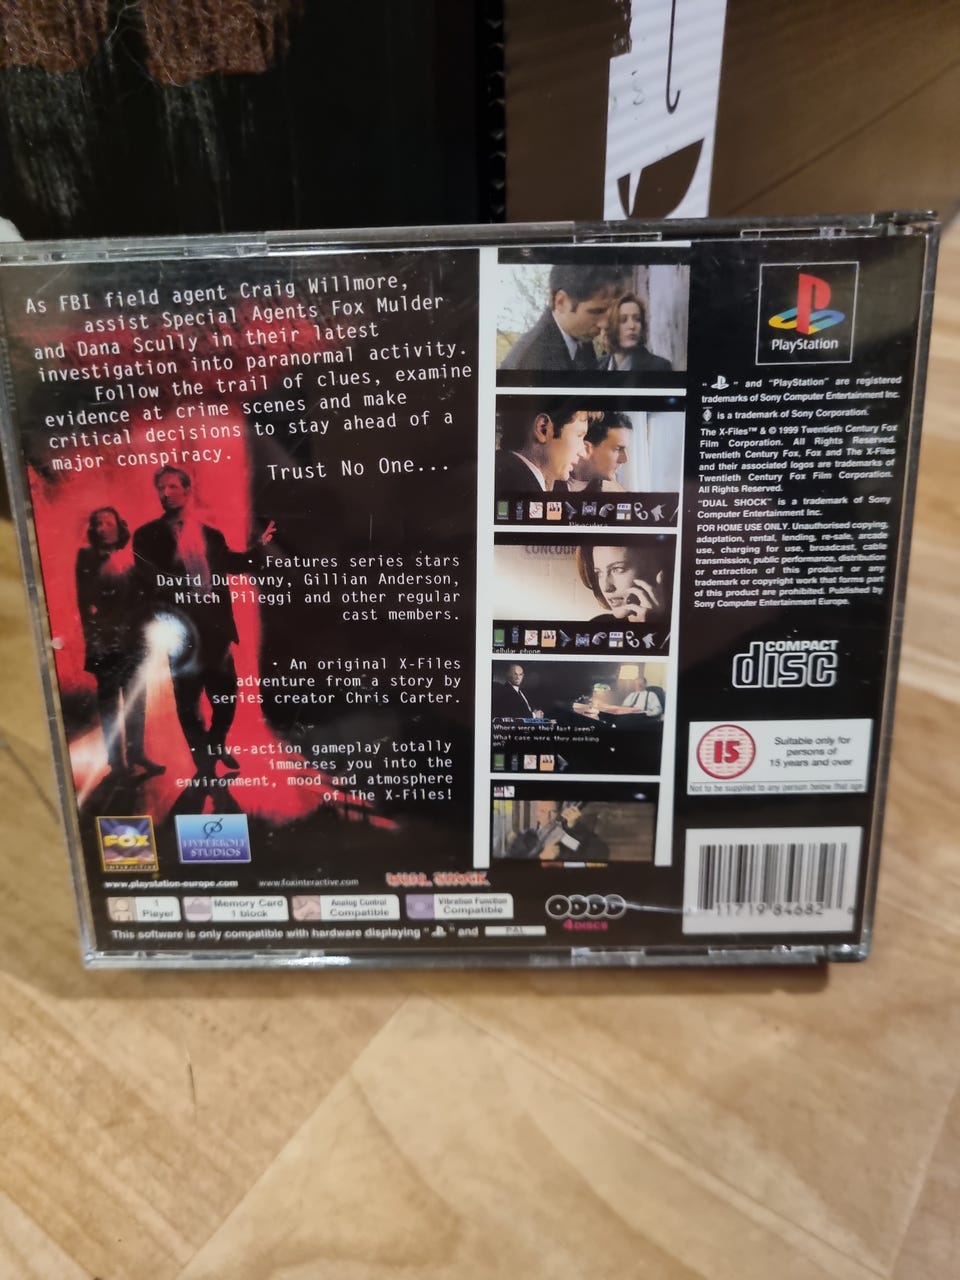 As FBI field agent Craig Willmore,
assist Special Agents Fox Mulder
and Dana Scully in their latest
investigation into paranormal activity.
Follow the trail of clues, examine
evidence at crime scenes and make
critical decisions to stay ahead of a
major conspiracy.
Trust No One...
· Features series stars
David Duchovny, Gillian Anderson,
Mitch Pileggi and other regular
cast members.
· An original X-Files
adventure from a story by
series creator Chris Carter.
· Live-action gameplay totally
immerses you into the
environment, mood and atmosphere
of The X-Files!
FOX
HYPERBOLE
STUDIOS
www.playstation-europe.com
www.foxinteractive.com
DUAL SHOCK
1
Player
Memory Card
1 block
Analog Control
Compatible
Vibration Function
Compatible
4 DISCS
This software is only compatible with hardware displaying " " and PAL
Cellular phone
Where were they last seen?
What case were they working
on?
PlayStation
" " and "PlayStation" are registered
trademarks of Sony Computer Entertainment Inc.
is a trademark of Sony Corporation.
The X-Files™ & © 1999 Twentieth Century Fox
Film Corporation. All Rights Reserved.
Twentieth Century Fox, Fox and The X-Files
and their associated logos are trademarks of
Twentieth Century Fox Film Corporation.
All Rights Reserved.
"DUAL SHOCK" is a trademark of Sony
Computer Entertainment Inc.
FOR HOME USE ONLY. Unauthorised copying,
adaptation, rental, lending, re-sale, arcade
use, charging for use, broadcast, cable
transmission, public performance, distribution
or extraction of this product or any
trademark or copyright work that forms part
of this product are prohibited. Published by
Sony Computer Entertainment Europe.
COMPACT
disc
15
Suitable only for
persons of
15 years and over
Not to be supplied to any person below that age
11719 84682